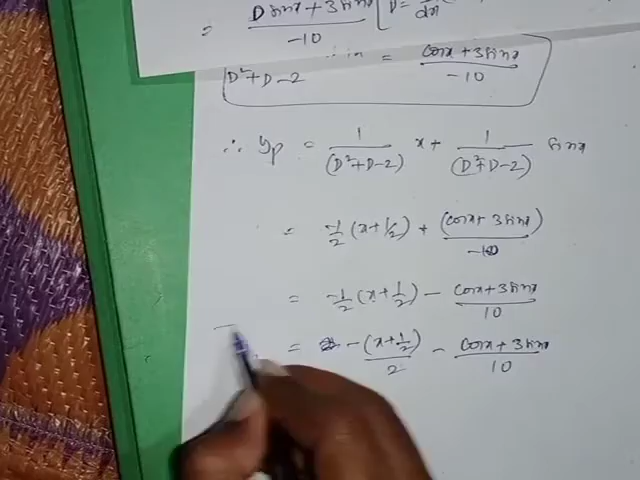 = D sinx + 3 sinx / -10 [D = d/dx
D²+D-2 = cosx + 3 sinx / -10
∴ yp = 1/(D²+D-2) x + 1/(D²+D-2) sinx
= -1/2 (x + 1/2) + (cosx + 3 sinx) / -10
= -1/2 (x + 1/2) - cosx + 3 sinx / 10
= -(x + 1/2)/2 - cosx + 3 sinx / 10